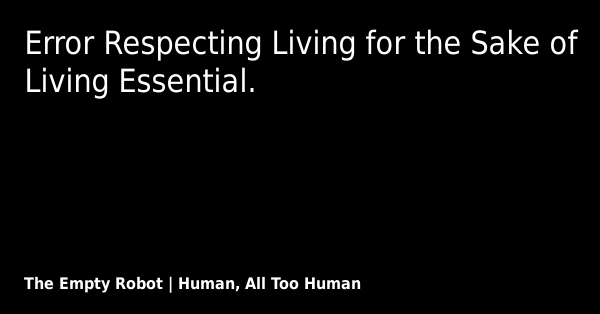 Error Respecting Living for the Sake of
Living Essential.
The Empty Robot | Human, All Too Human